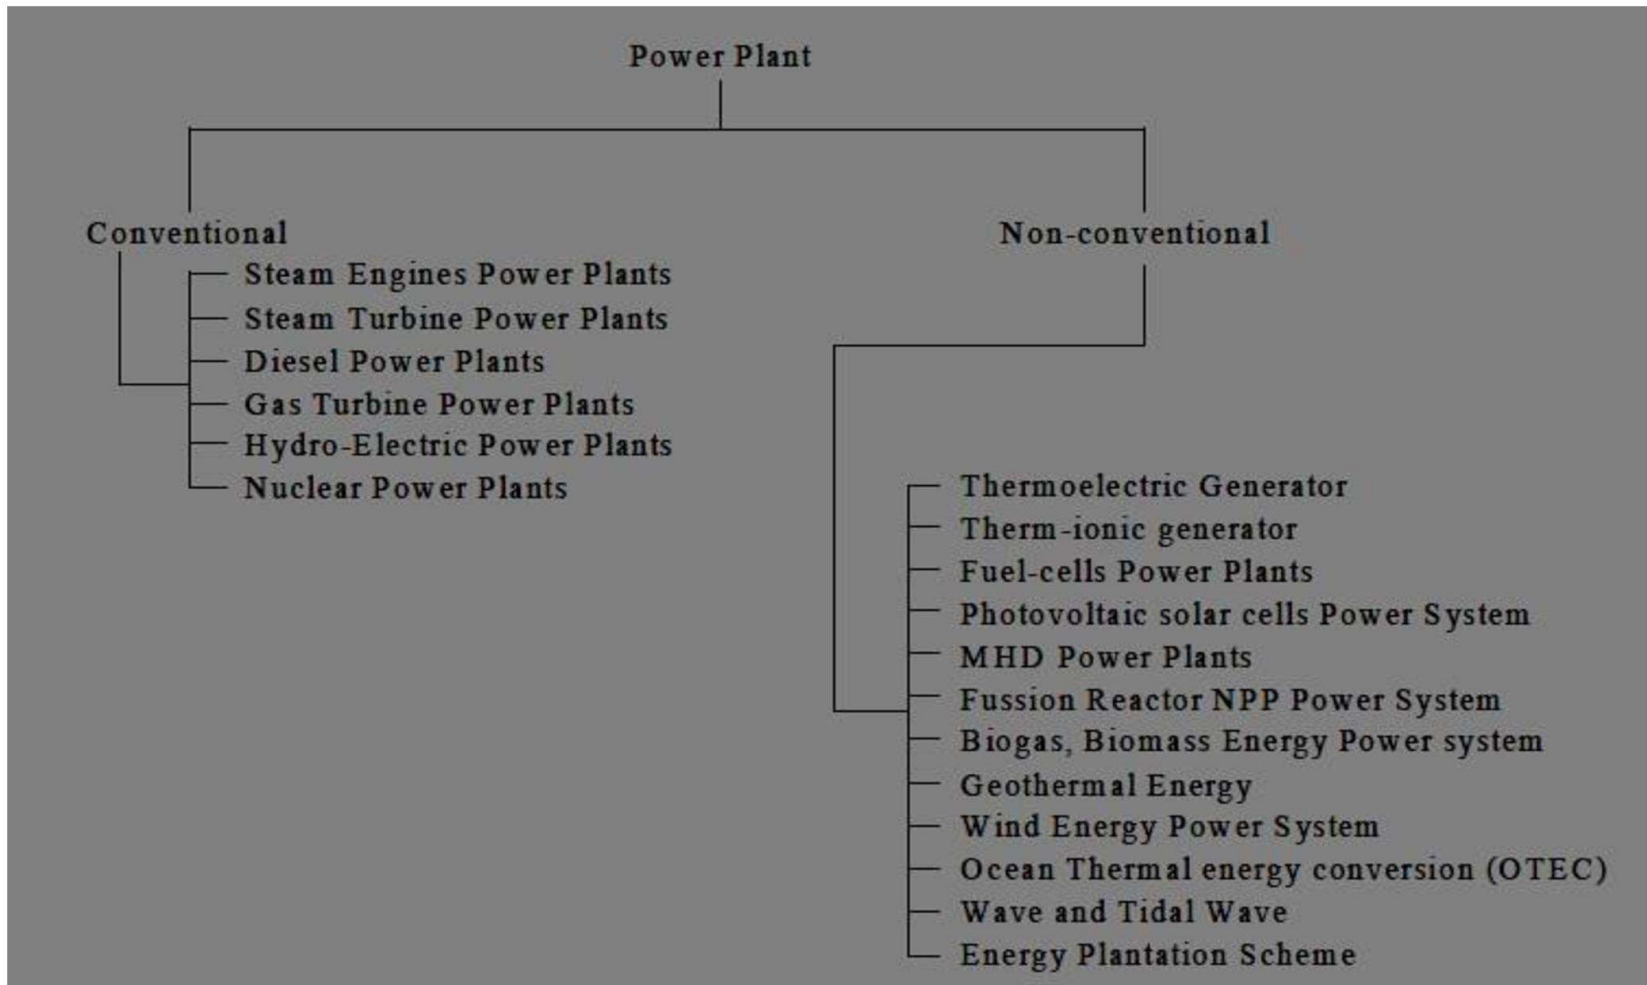 Power Plant
Conventional
Steam Engines Power Plants
Steam Turbine Power Plants
Diesel Power Plants
Gas Turbine Power Plants
Hydro-Electric Power Plants
Nuclear Power Plants
Non-conventional
Thermoelectric Generator
Therm-ionic generator
Fuel-cells Power Plants
Photovoltaic solar cells Power System
MHD Power Plants
Fussion Reactor NPP Power System
Biogas, Biomass Energy Power system
Geothermal Energy
Wind Energy Power System
Ocean Thermal energy conversion (OTEC)
Wave and Tidal Wave
Energy Plantation Scheme